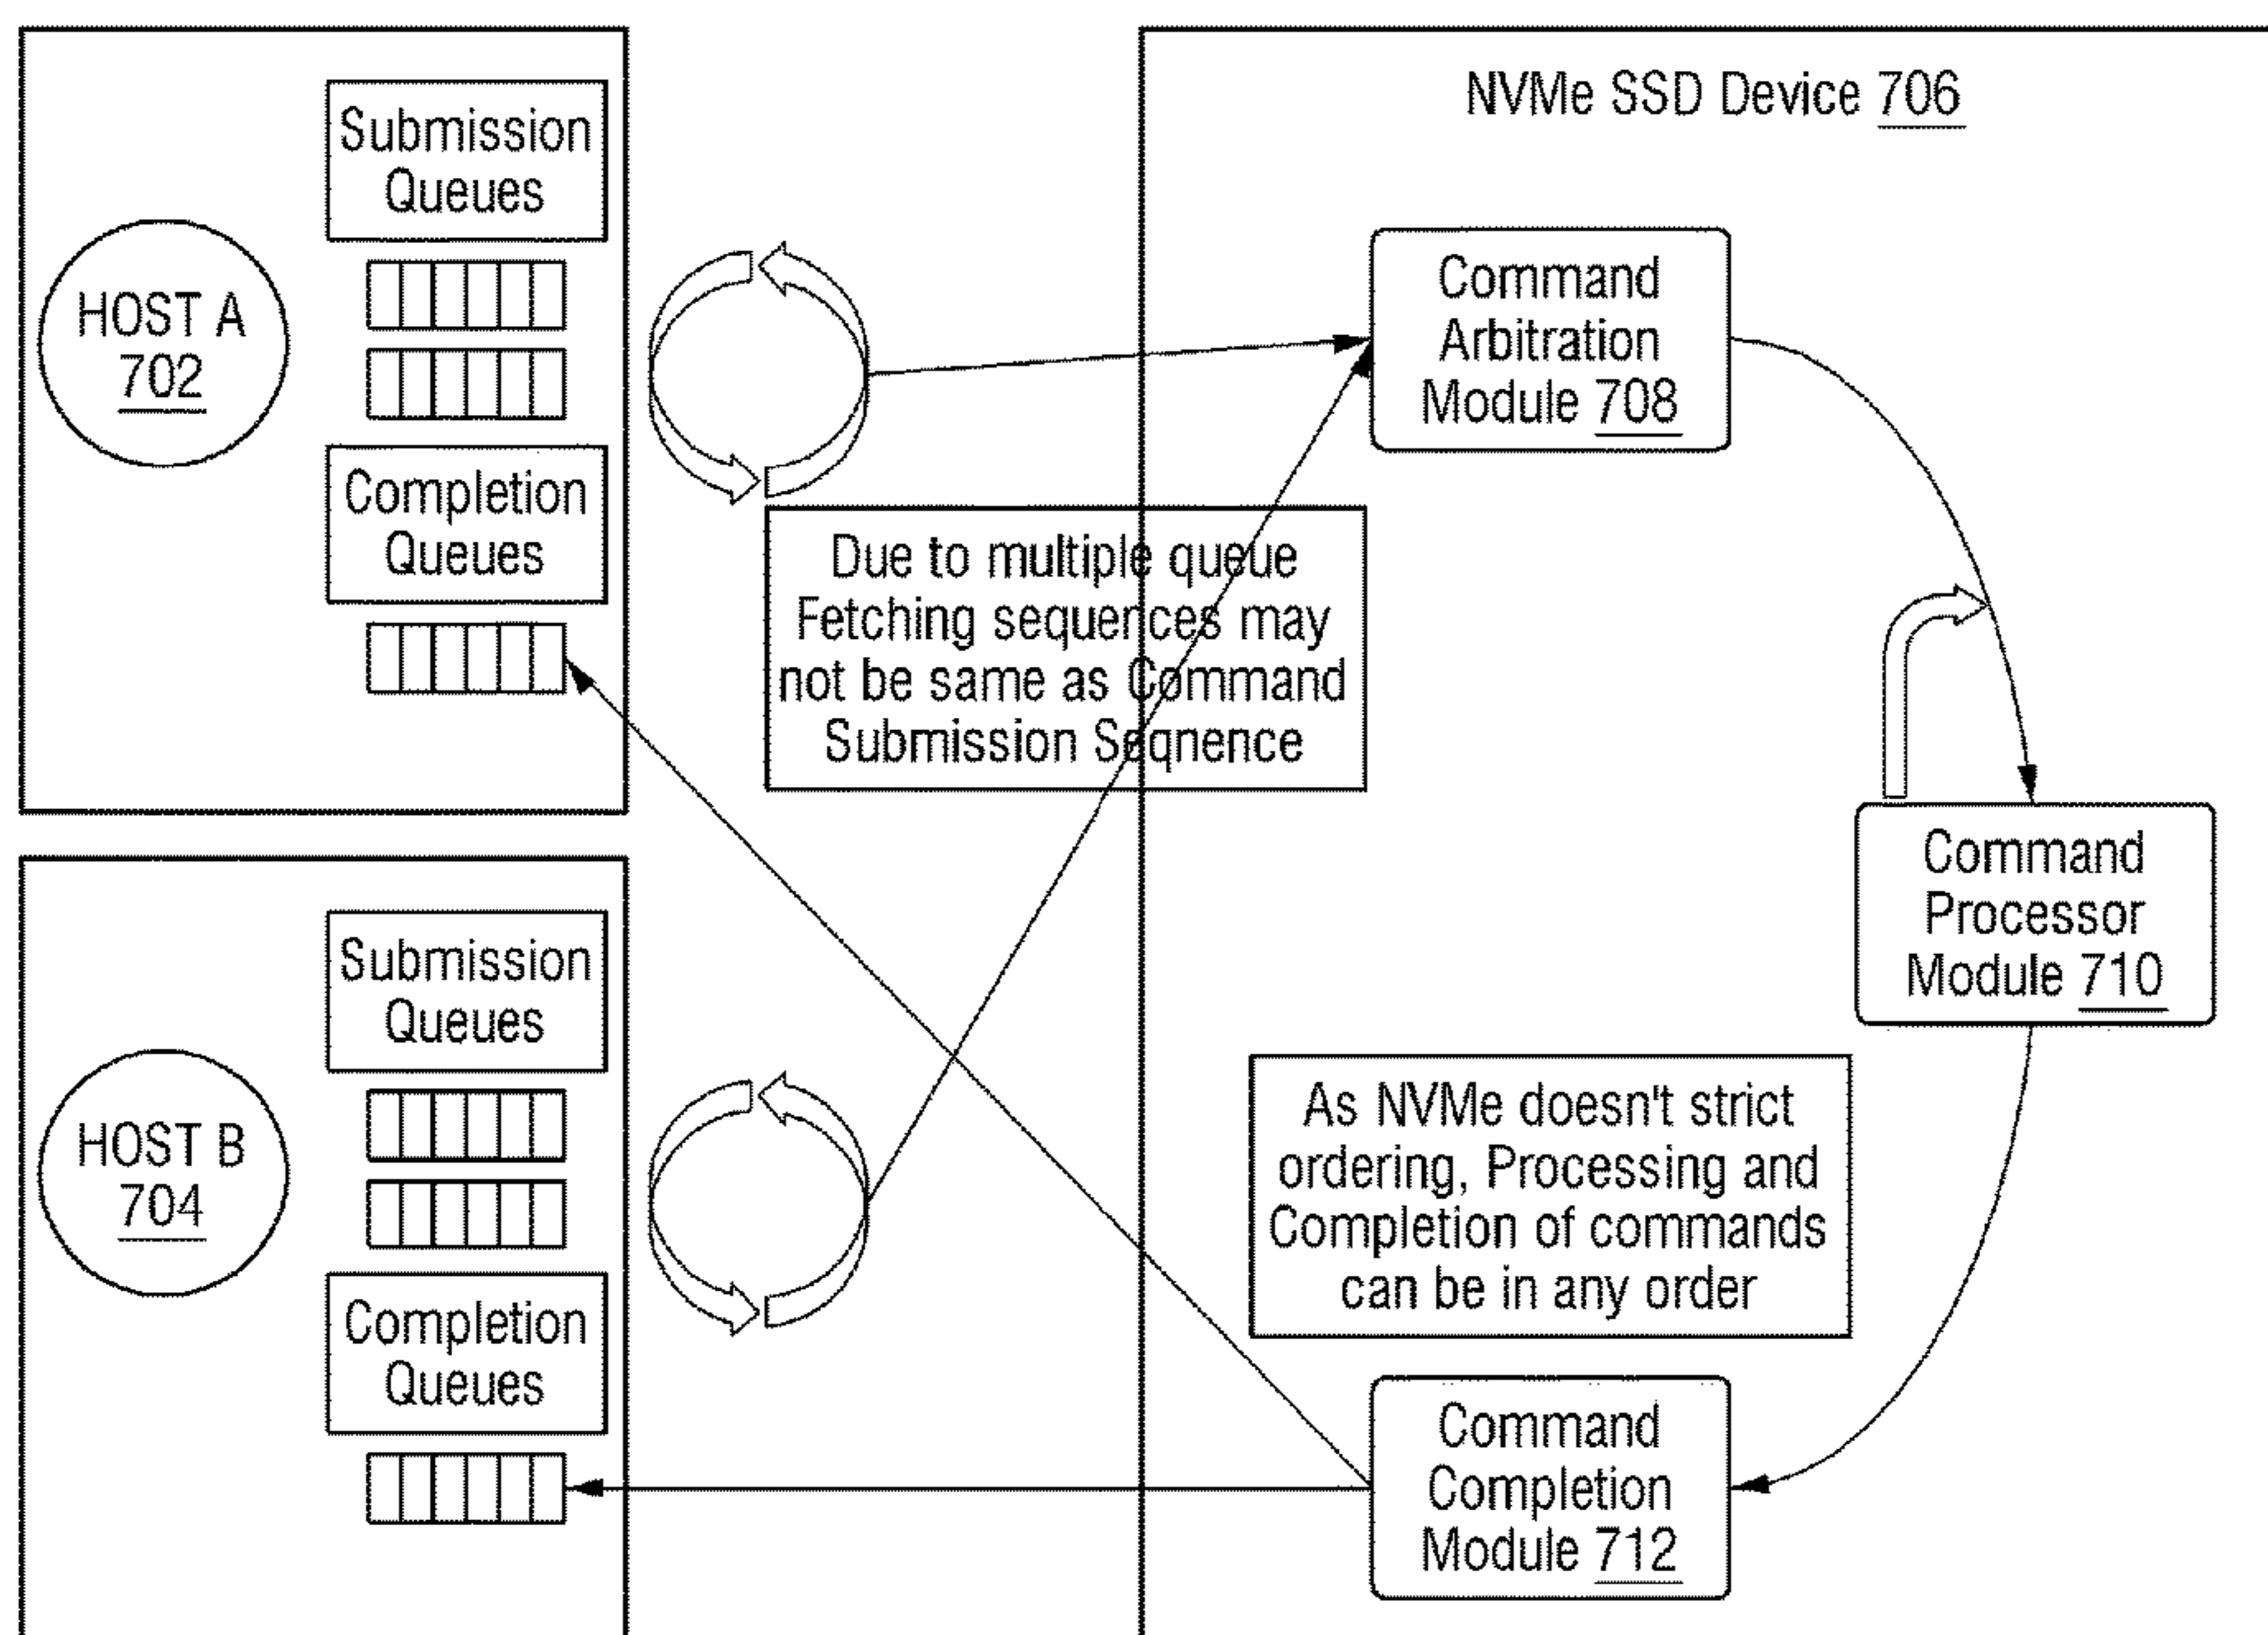 NVMe SSD Device 706
Submission
Queues
HOST A
702
Completion
Queues
Command
Arbitration
Module 708
Due to multiple queue
Fetching sequences may
not be same as Command
Submission Seqnence
Command
Processor
Module 710
Submission
Queues
HOST B
704
Completion
Queues
As NVMe doesn't strict
ordering, Processing and
Completion of commands
can be in any order
Command
Completion
Module 712